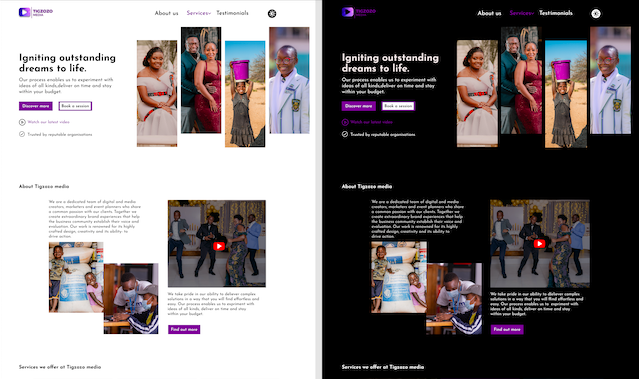 TIGZOZO
MEDIA
About us
Services
Testimonials
Igniting outstanding
dreams to life.
Our process enables us to experiment with
ideas of all kinds,deliver on time and stay
within your budget.
Discover more
Book a session
Watch our latest video
Trusted by reputable organisations
About Tigzozo media
We are a dedicated team of digital and media
creators, marketers and event planners who share
a common passion with our clients. Together we
create extraordinary brand experiences that help
the business community establish their voice and
evaluation. Our work is renowned for its highly
crafted design, creativity and its ability to
drive action.
We take pride in our ability to deliever complex
solutions in a way that you will find effortless and
easy. Our process enables us to experiment with
ideas of all kinds, deliver on time and stay
within your budget.
Find out more
Services we offer at Tigzozo media
TIGZOZO
MEDIA
About us
Services
Testimonials
Igniting outstanding
dreams to life.
Our process enables us to experiment with
ideas of all kinds,deliver on time and stay
within your budget.
Discover more
Book a session
Watch our latest video
Trusted by reputable organisations
About Tigzozo media
We are a dedicated team of digital and media
creators, marketers and event planners who share
a common passion with our clients. Together we
create extraordinary brand experiences that help
the business community establish their voice and
evaluation. Our work is renowned for its highly
crafted design, creativity and its ability to
drive action.
We take pride in our ability to deliever complex
solutions in a way that you will find effortless and
easy. Our process enables us to experiment with
ideas of all kinds, deliver on time and stay
within your budget.
Find out more
Services we offer at Tigzozo media